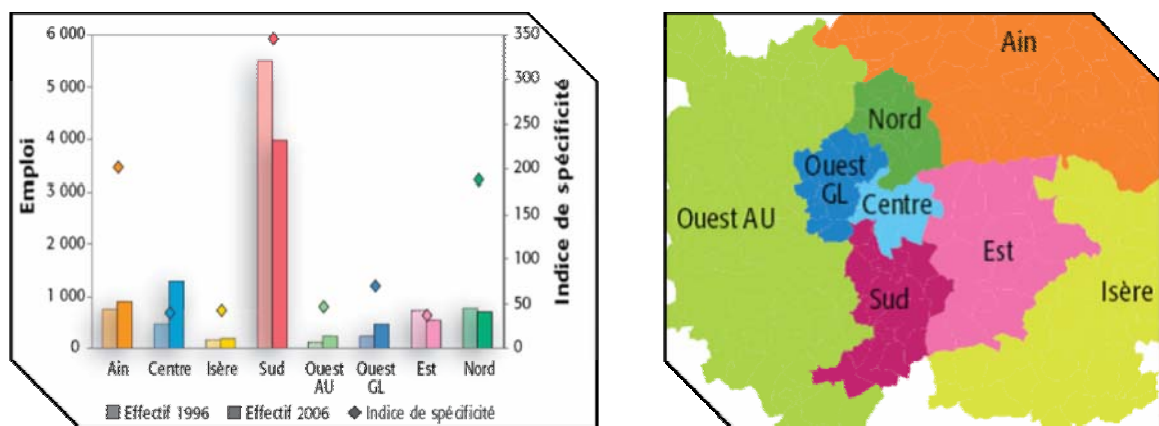 6 000
5 000
4 000
3 000
2 000
1 000
0
Emploi
350
300
250
200
150
100
50
0
Indice de spécificité
Ain Centre Isère Sud Ouest AU Ouest GL Est Nord
Effectif 1996 Effectif 2006 Indice de spécificité
Ain
Nord
Ouest
GL
Centre
Ouest AU
Est
Sud
Isère